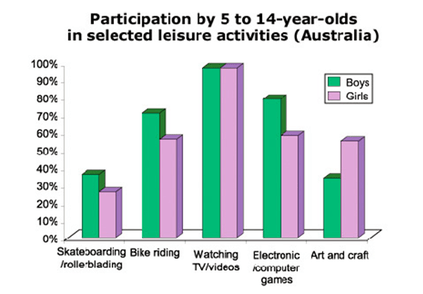 Participation by 5 to 14-year-olds
in selected leisure activities (Australia)
100%
90%
80%
70%
60%
50%
40%
30%
20%
10%
0%
Boys
Girls
Skateboarding
/rollerblading
Bike riding
Watching
TV/videos
Electronic
/computer
games
Art and craft